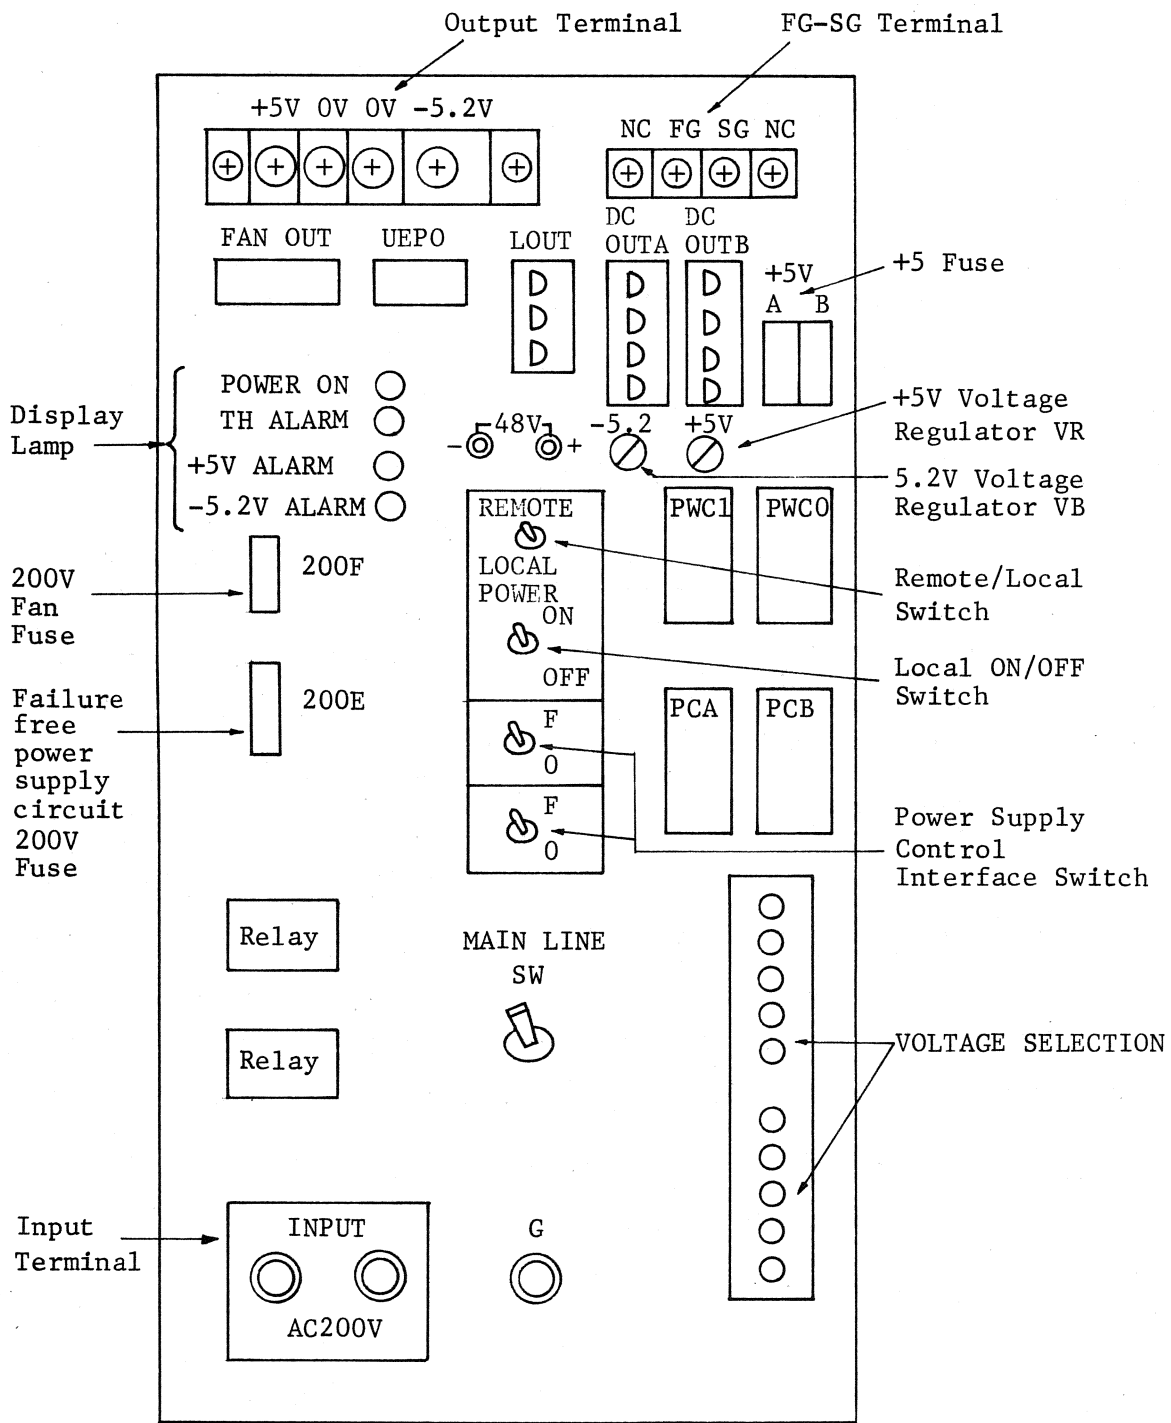 Output Terminal
FG-SG Terminal
+5V 0V 0V -5.2V
NC FG SG NC
FAN OUT
UEPO
LOUT
DC
OUTA
DC
OUTB
+5V
A B
+5 Fuse
POWER ON
TH ALARM
+5V ALARM
-5.2V ALARM
Display
Lamp
- 48V +
-5.2
+5V
+5V Voltage
Regulator VR
5.2V Voltage
Regulator VB
200F
200V
Fan
Fuse
REMOTE
LOCAL
POWER
ON
OFF
PWC1
PWC0
Remote/Local
Switch
Local ON/OFF
Switch
200E
Failure
free
power
supply
circuit
200V
Fuse
F
O
F
O
PCA
PCB
Power Supply
Control
Interface Switch
Relay
Relay
MAIN LINE
SW
VOLTAGE SELECTION
Input
Terminal
INPUT
AC200V
G